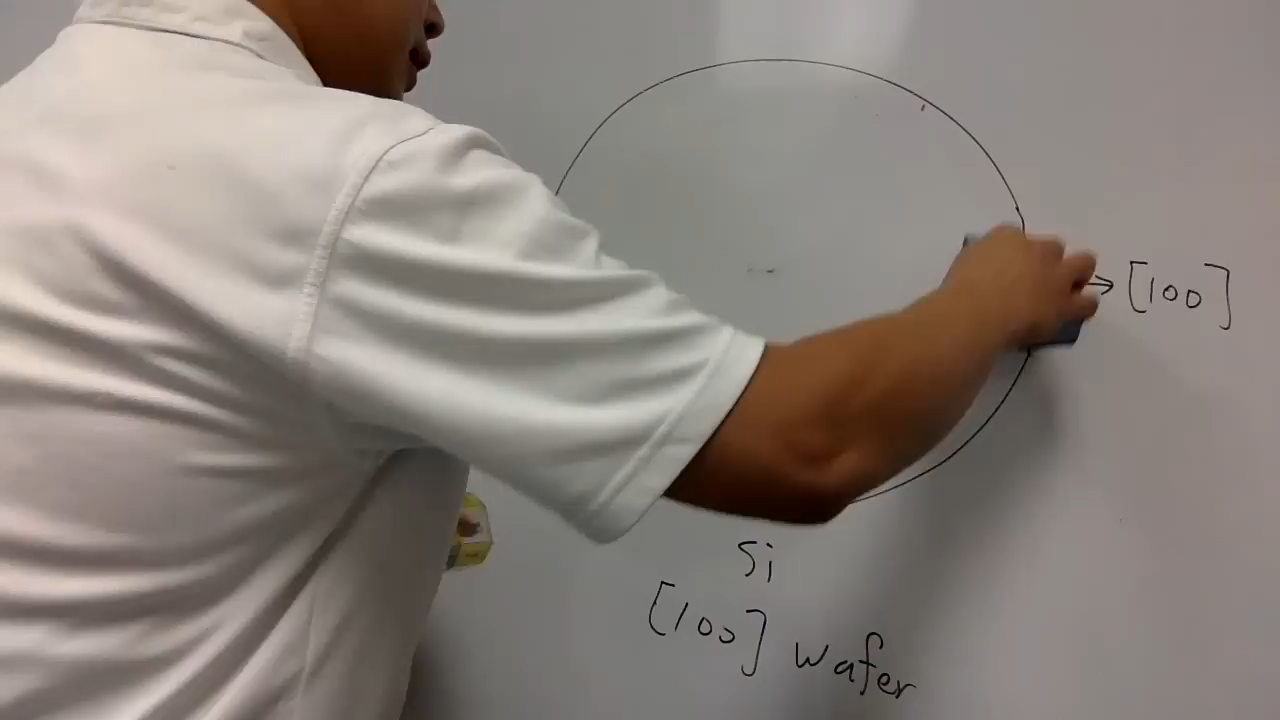 → [100]
Si
[100] wafer